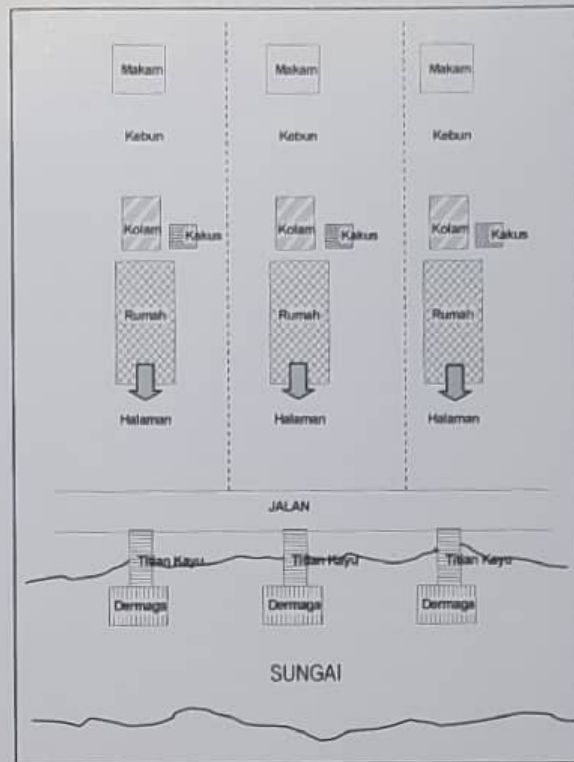 Makam Makam Makam
Kebun Kebun Kebun
Kolam Kakus Kolam Kakus Kolam Kakus
Rumah Rumah Rumah
Halaman Halaman Halaman
JALAN
Titian Kayu Titian Kayu Titian Kayu
Dermaga Dermaga Dermaga
SUNGAI